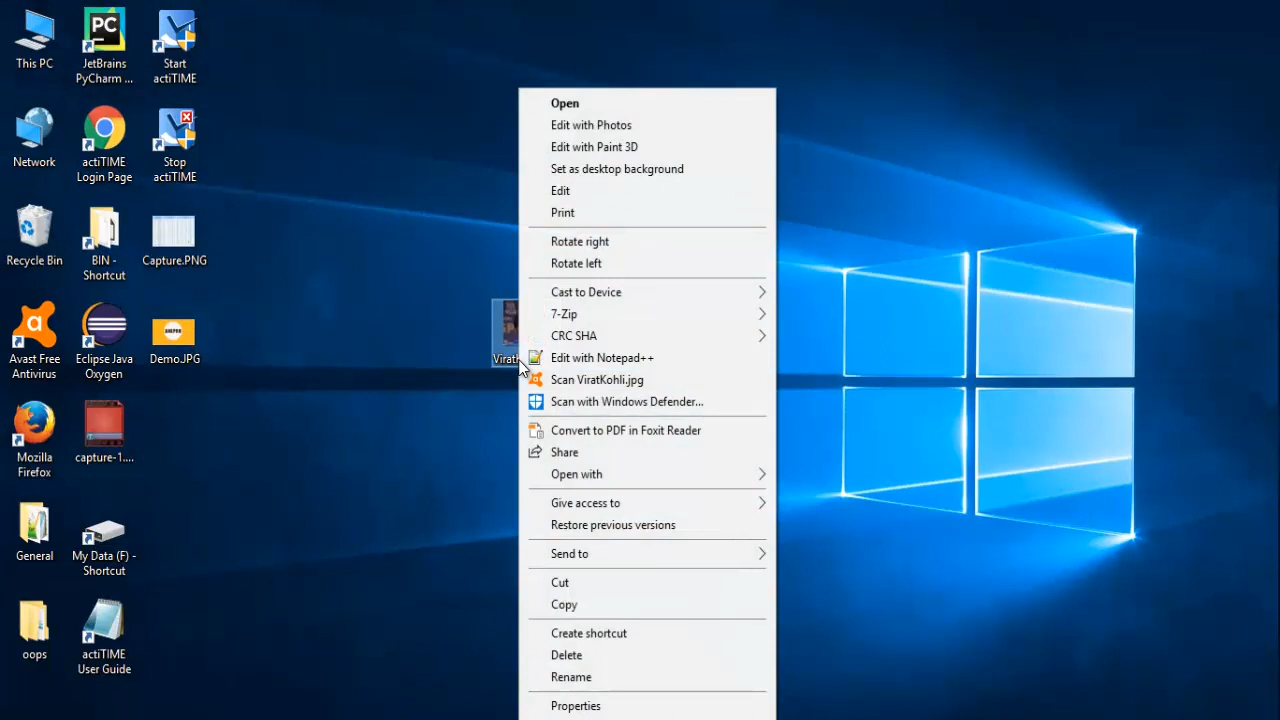 This PC
JetBrains
PyCharm ...
Start
actiTIME
Network
actiTIME
Login Page
Stop
actiTIME
Recycle Bin
BIN -
Shortcut
Capture.PNG
Avast Free
Antivirus
Eclipse Java
Oxygen
DemoJPG
Mozilla
Firefox
capture-1....
General
My Data (F) -
Shortcut
oops
actiTIME
User Guide
PC
Open
Edit with Photos
Edit with Paint 3D
Set as desktop background
Edit
Print
Rotate right
Rotate left
Cast to Device
7-Zip
CRC SHA
Edit with Notepad++
Scan ViratKohli.jpg
Scan with Windows Defender...
Convert to PDF in Foxit Reader
Share
Open with
Give access to
Restore previous versions
Send to
Cut
Copy
Create shortcut
Delete
Rename
Properties